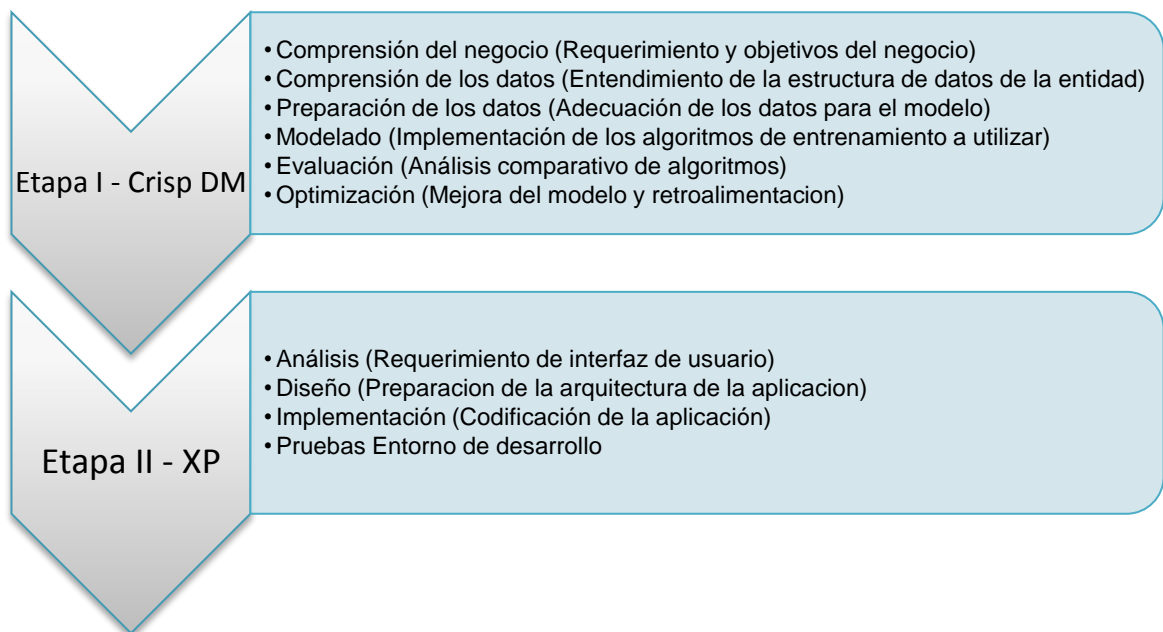 Etapa I - Crisp DM
• Comprensión del negocio (Requerimiento y objetivos del negocio)
• Comprensión de los datos (Entendimiento de la estructura de datos de la entidad)
• Preparación de los datos (Adecuación de los datos para el modelo)
• Modelado (Implementación de los algoritmos de entrenamiento a utilizar)
• Evaluación (Análisis comparativo de algoritmos)
• Optimización (Mejora del modelo y retroalimentacion)
Etapa II - XP
• Análisis (Requerimiento de interfaz de usuario)
• Diseño (Preparacion de la arquitectura de la aplicacion)
• Implementación (Codificación de la aplicación)
• Pruebas Entorno de desarrollo